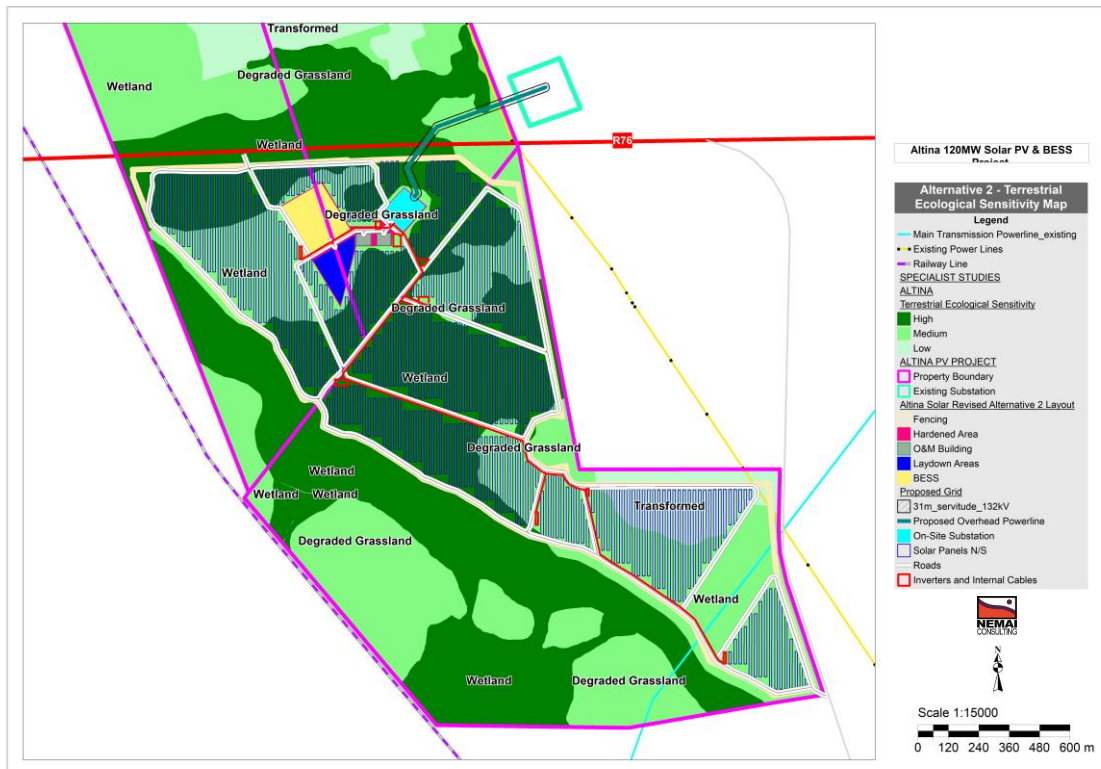 Transformed
Degraded Grassland
Wetland
Wetland
R76
Degraded Grassland
Wetland
Degraded Grassland
Wetland
Degraded Grassland
Wetland
Wetland
Wetland
Transformed
Degraded Grassland
Wetland
Wetland
Degraded Grassland
Altina 120MW Solar PV & BESS
Project
Alternative 2 - Terrestrial
Ecological Sensitivity Map
Legend
Main Transmission Powerline_existing
Existing Power Lines
Railway Line
SPECIALIST STUDIES
ALTINA
Terrestrial Ecological Sensitivity
High
Medium
Low
ALTINA PV PROJECT
Property Boundary
Existing Substation
Altina Solar Revised Alternative 2 Layout
Fencing
Hardened Area
O&M Building
Laydown Areas
BESS
Proposed Grid
31m_servitude_132kV
Proposed Overhead Powerline
On-Site Substation
Solar Panels N/S
Roads
Inverters and Internal Cables
NEMAI
CONSULTING
N
Scale 1:15000
0 120 240 360 480 600 m